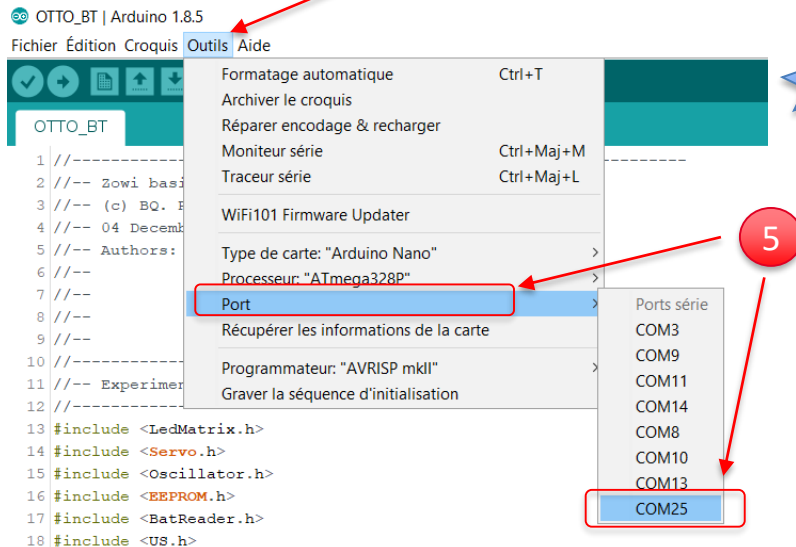 OTTO_BT | Arduino 1.8.5
Fichier Édition Croquis Outils Aide
OTTO_BT
Formatage automatique Ctrl+T
Archiver le croquis
Réparer encodage & recharger
Moniteur série Ctrl+Maj+M
Traceur série Ctrl+Maj+L
WiFi101 Firmware Updater
Type de carte: "Arduino Nano"
Processeur: "ATmega328P"
Port
Récupérer les informations de la carte
Programmateur: "AVRISP mkII"
Graver la séquence d'initialisation
5
Ports série
COM3
COM9
COM11
COM14
COM8
COM10
COM13
COM25
1 //-----------
2 //-- Zowi basi
3 //-- (c) BQ.
4 //-- 04 Decemb
5 //-- Authors:
6 //--
7 //--
8 //--
9 //--
10 //-----------
11 //-- Experimen
12 //-----------
13 #include <LedMatrix.h>
14 #include <Servo.h>
15 #include <Oscillator.h>
16 #include <EEPROM.h>
17 #include <BatReader.h>
18 #include <US.h>